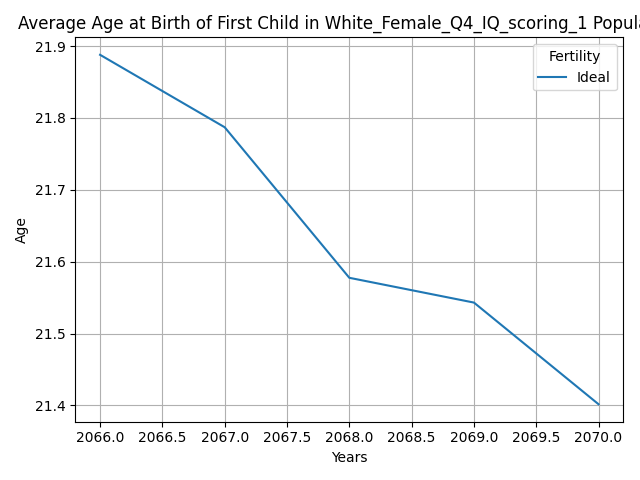 Average Age at Birth of First Child in White_Female_Q4_IQ_scoring_1 Popul
Fertility
Ideal
21.9
21.8
21.7
21.6
21.5
21.4
Age
2066.0 2066.5 2067.0 2067.5 2068.0 2068.5 2069.0 2069.5 2070.0
Years